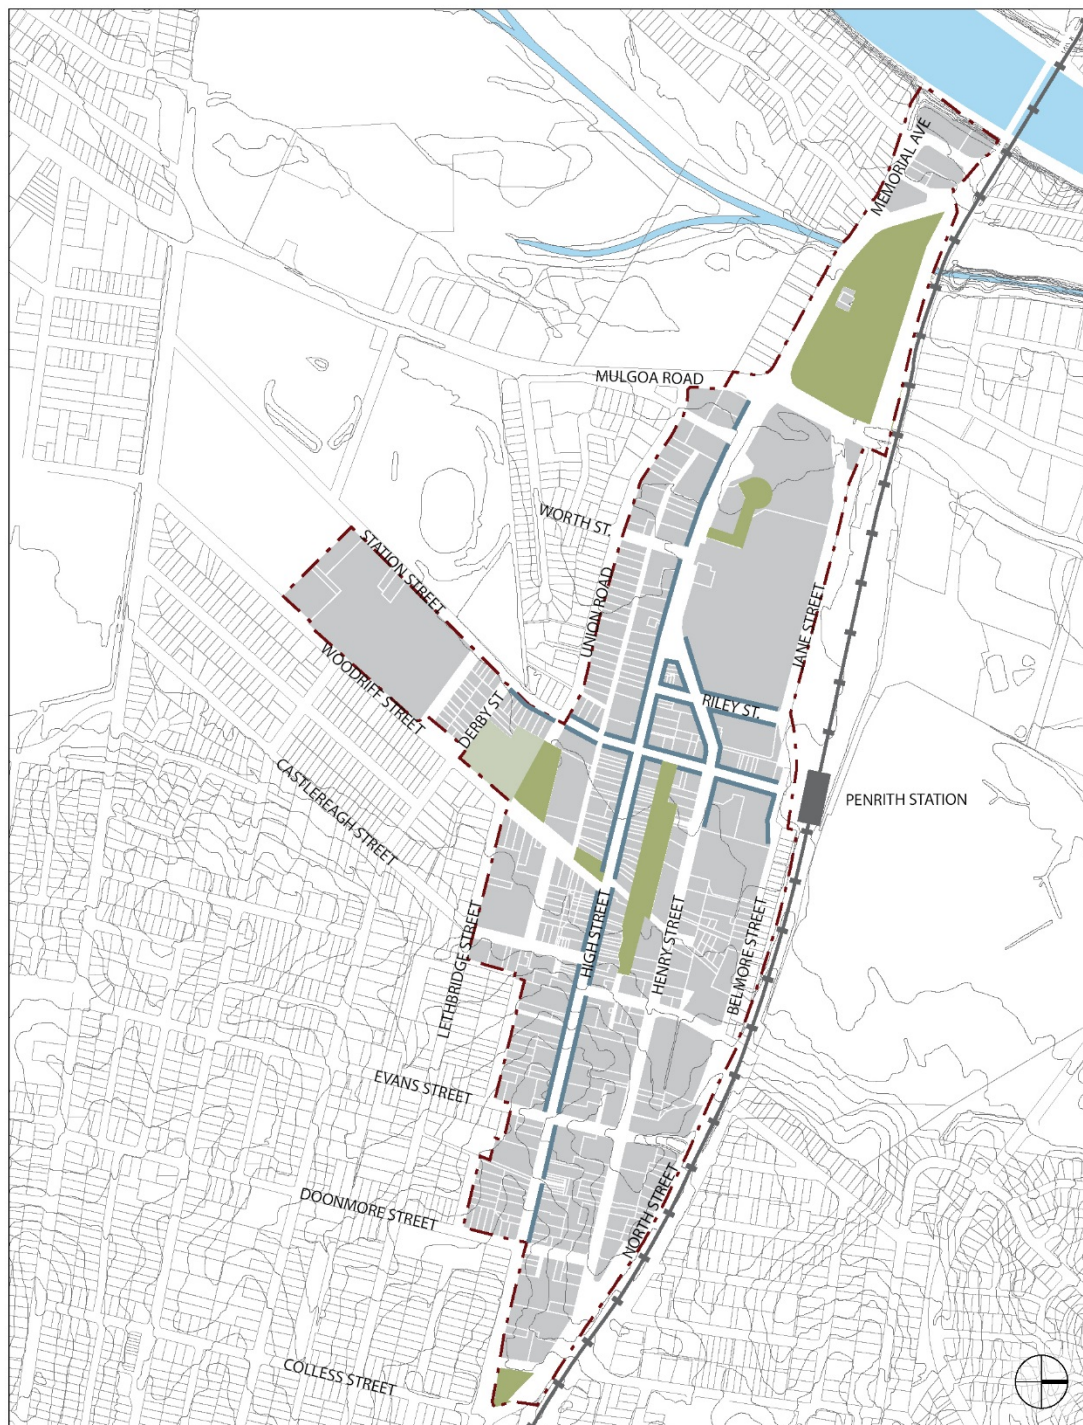 MEMORIAL AVE
MULGOA ROAD
WORTH ST.
STATION STREET
UNION ROAD
JANE STREET
WOODRIFF STREET
DERBY ST
RILEY ST.
CASTLEREAGH STREET
PENRITH STATION
LETHBRIDGE STREET
HIGH STREET
HENRY STREET
BELMORE STREET
EVANS STREET
DOONMORE STREET
NORTH STREET
COLLESS STREET